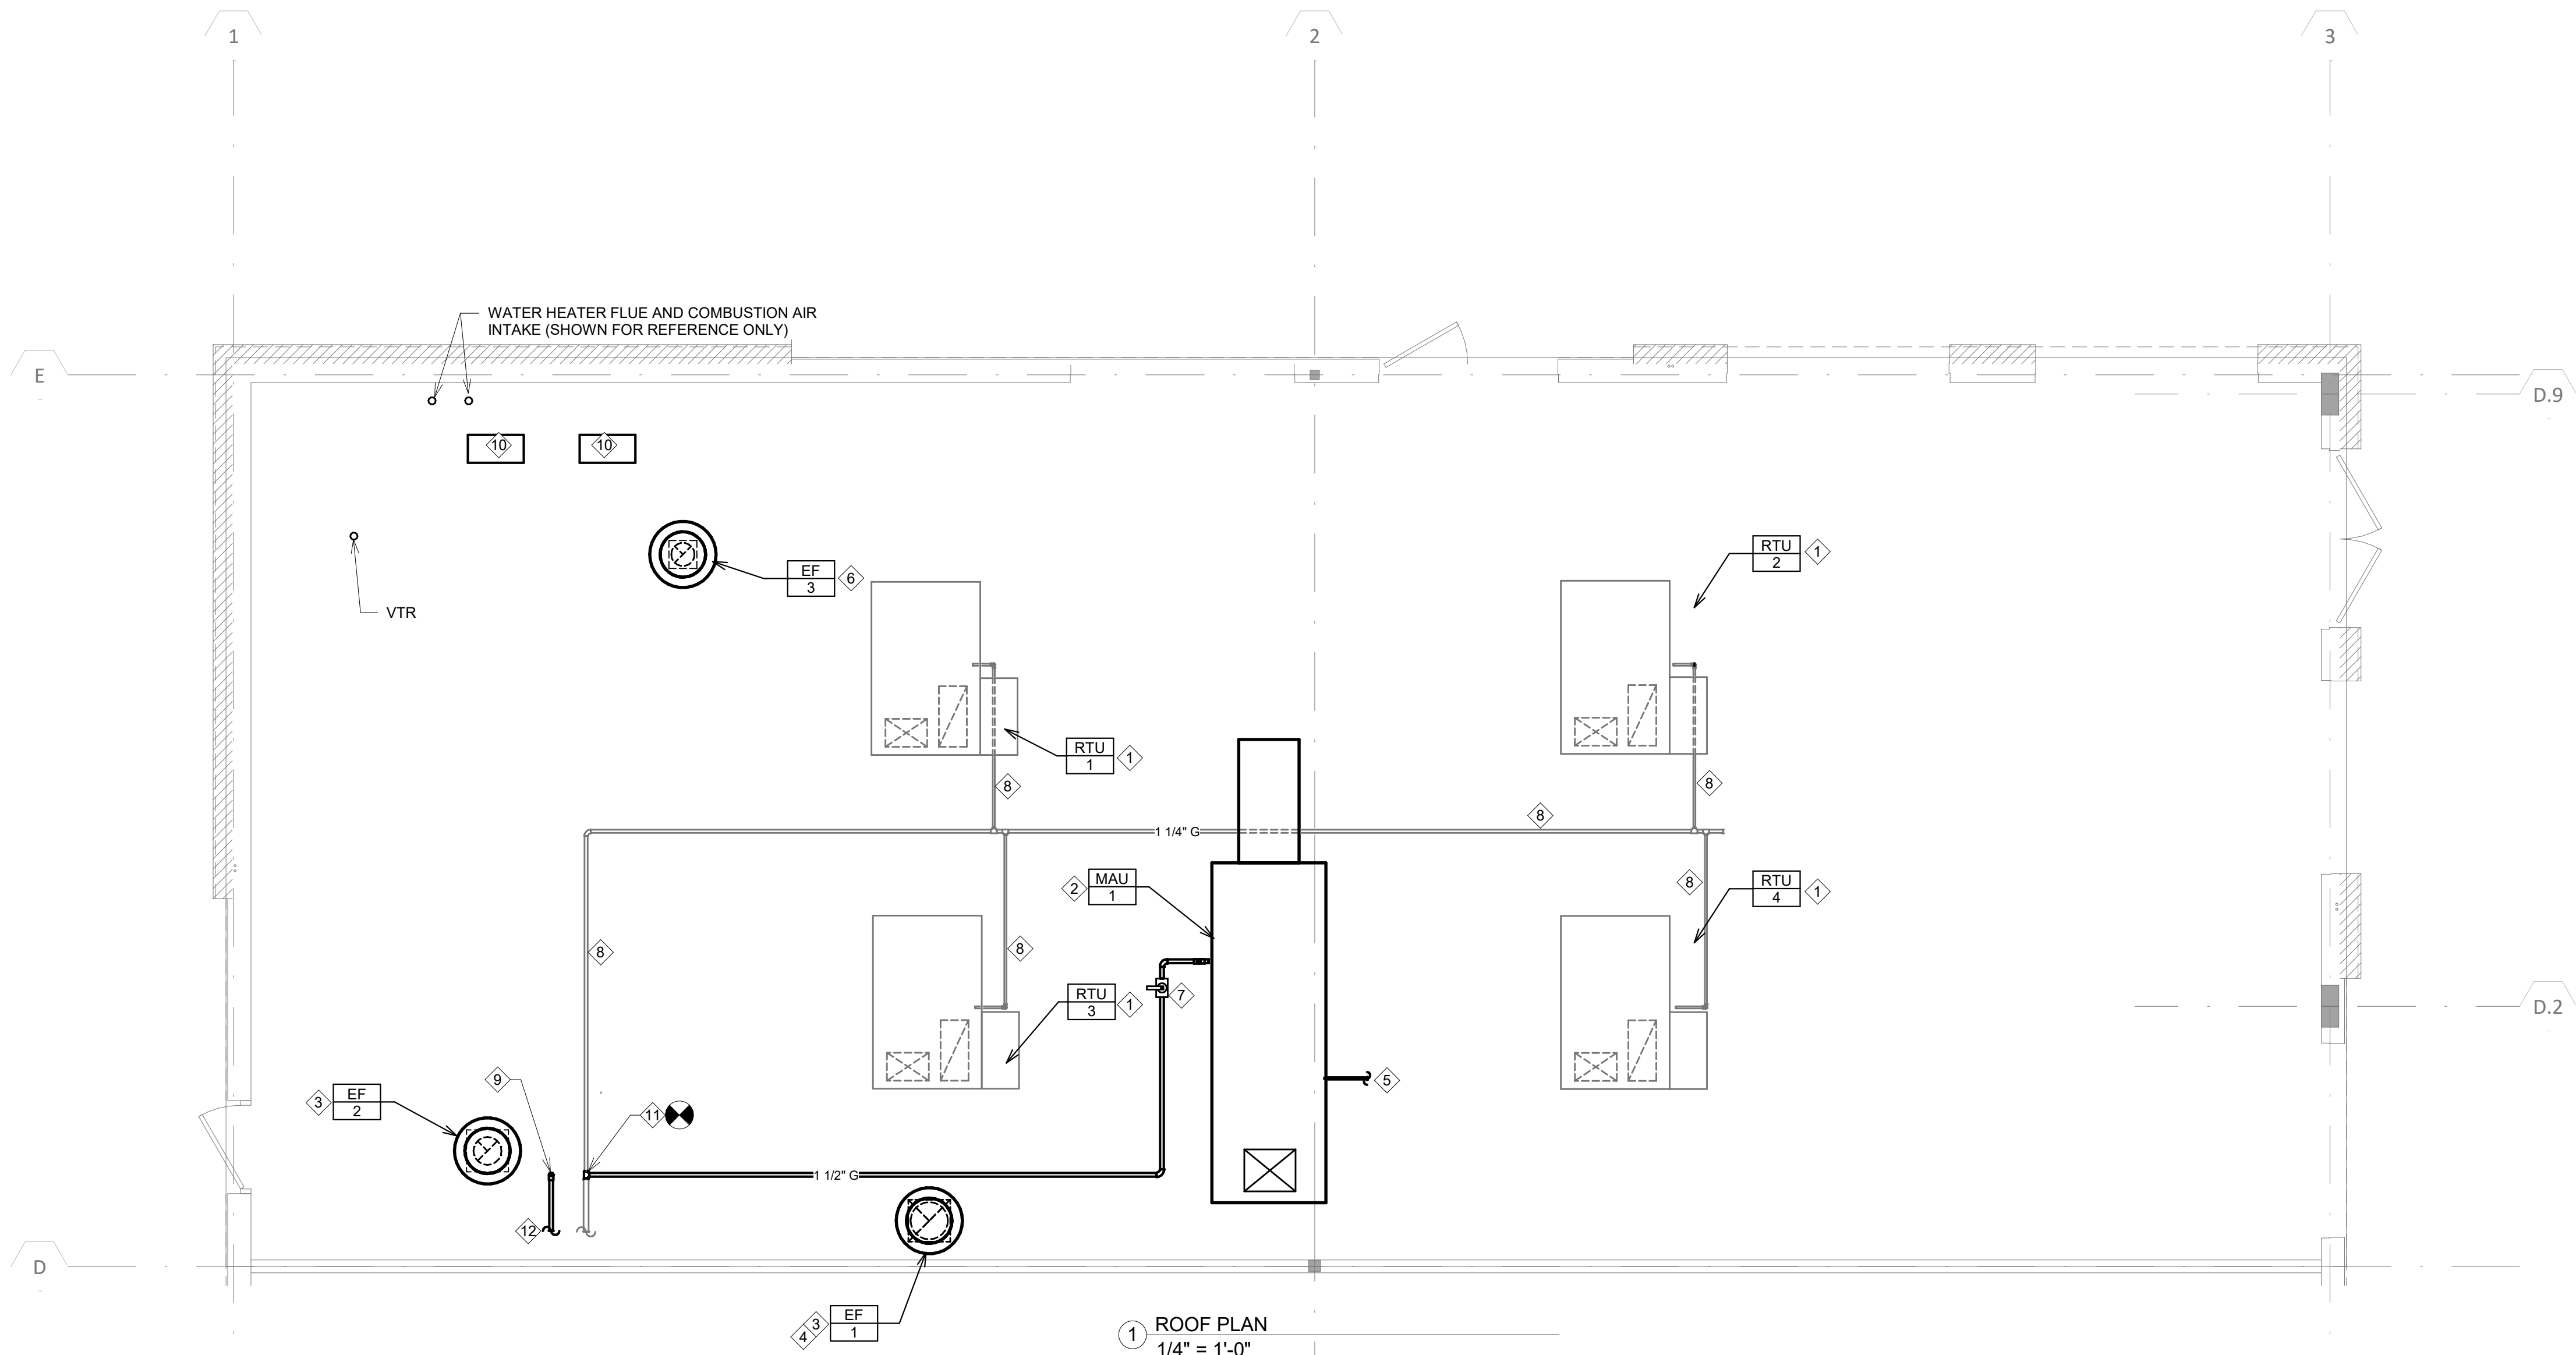 1
2
3
WATER HEATER FLUE AND COMBUSTION AIR
INTAKE (SHOWN FOR REFERENCE ONLY)
E
D.9
10
10
RTU
2
1
EF
3
6
VTR
RTU
1
1
8
8
8
1 1/4" G
2
MAU
1
8
RTU
4
1
8
8
RTU
3
1
7
D.2
9
5
3
EF
2
11
1 1/2" G
12
D
3
4
EF
1
1
ROOF PLAN
1/4" = 1'-0"